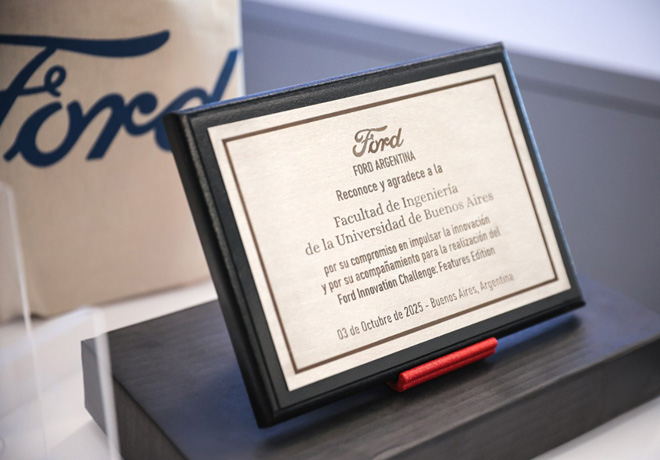 Ford
Ford
FORD ARGENTINA
Reconoce y agradece a la
Facultad de Ingeniería
de la Universidad de Buenos Aires
por su compromiso en impulsar la innovación
y por su acompañamiento para la realización del
Ford Innovation Challenge: Features Edition
03 de Octubre de 2025 - Buenos Aires, Argentina